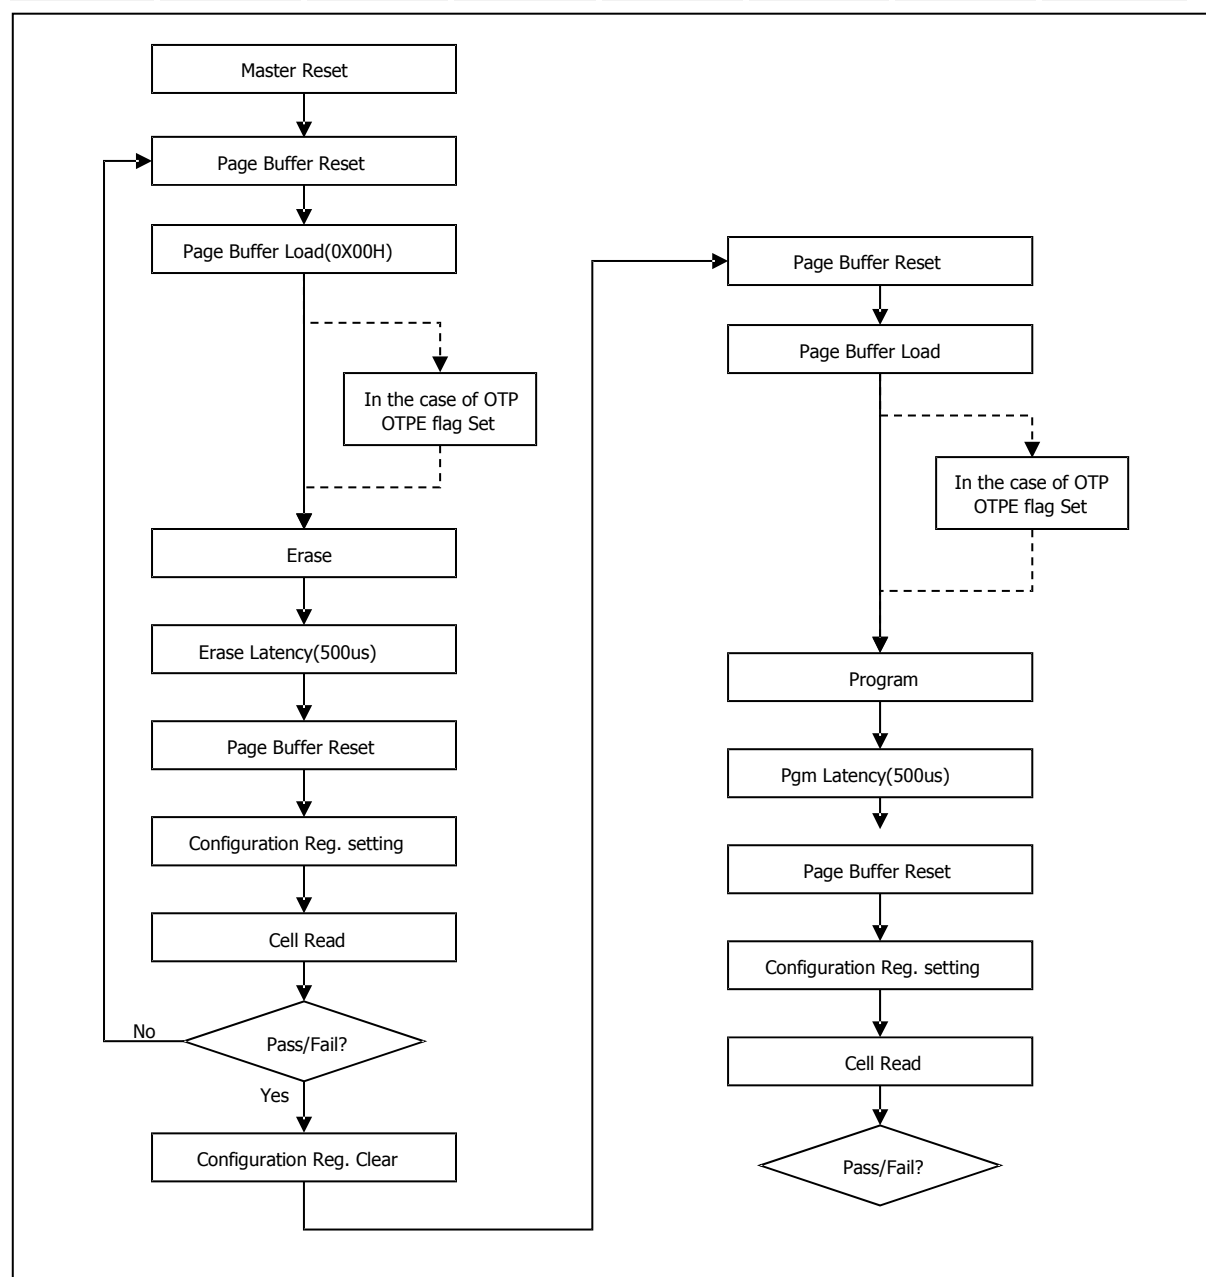 Master Reset
Page Buffer Reset
Page Buffer Load(0X00H)
In the case of OTP
OTPE flag Set
Erase
Erase Latency(500us)
Page Buffer Reset
Configuration Reg. setting
Cell Read
Pass/Fail?
No
Yes
Configuration Reg. Clear
Page Buffer Reset
Page Buffer Load
In the case of OTP
OTPE flag Set
Program
Pgm Latency(500us)
Page Buffer Reset
Configuration Reg. setting
Cell Read
Pass/Fail?